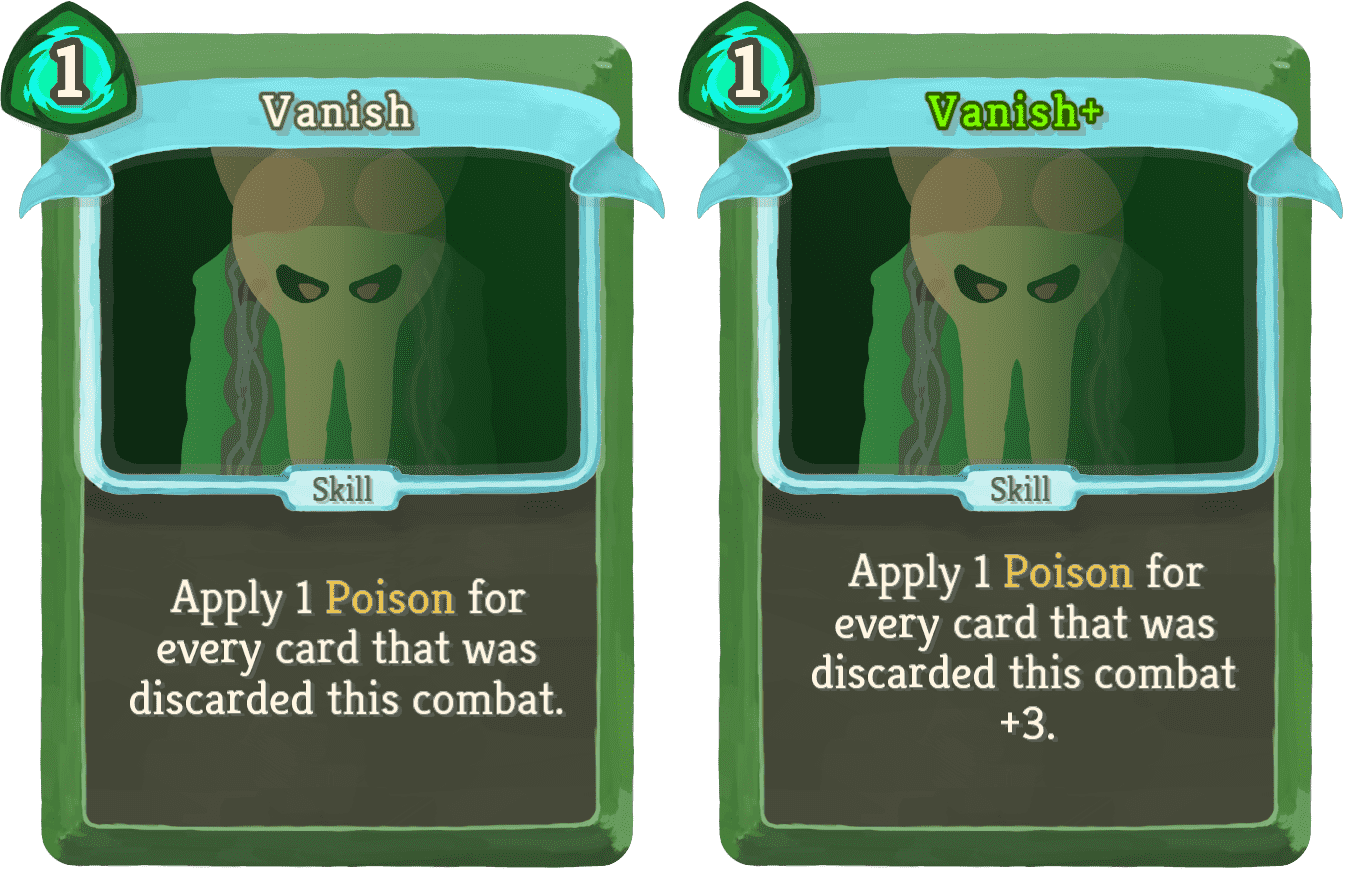 1
Vanish
Skill
Apply 1 Poison for
every card that was
discarded this combat.
1
Vanish+
Skill
Apply 1 Poison for
every card that was
discarded this combat
+3.